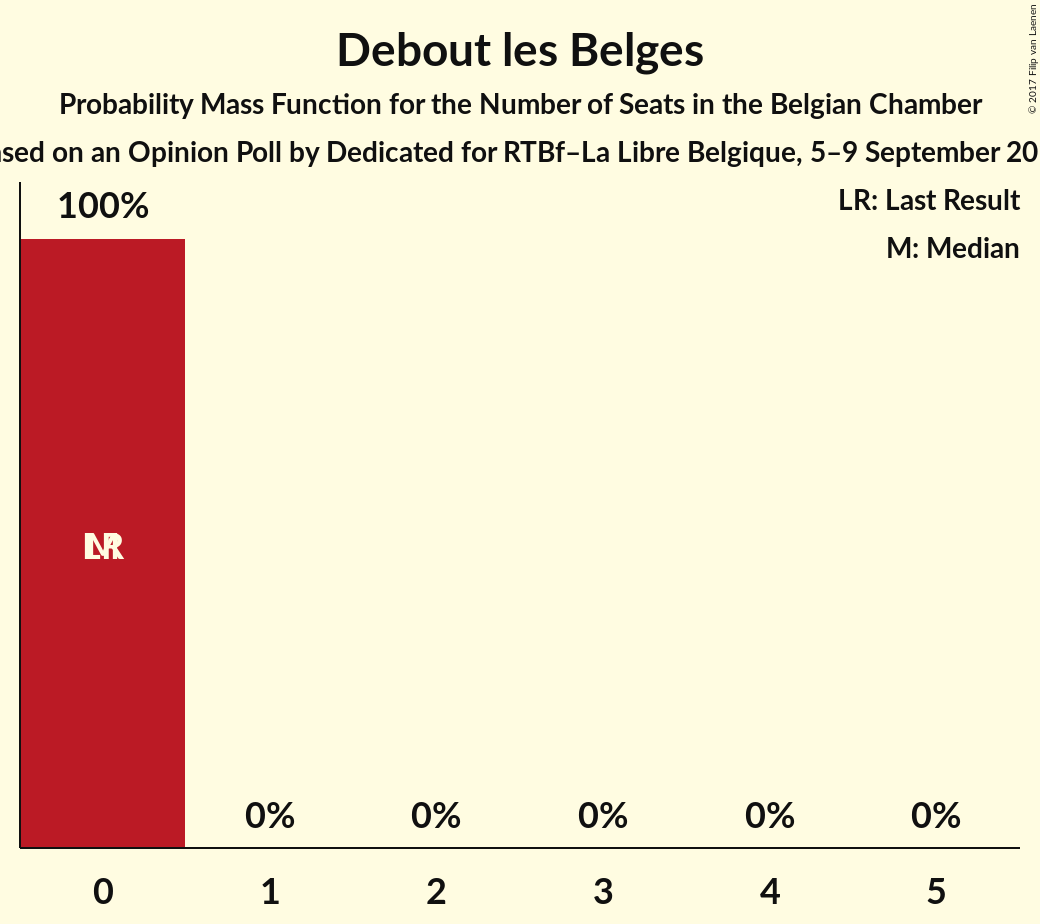 Debout les Belges
Probability Mass Function for the Number of Seats in the Belgian Chamber
on an Opinion Poll by Dedicated for RTBf–La Libre Belgique, 5–9 September
© 2017 Filip van Laenen
LR: Last Result
M: Median
100%
LR
0% 0% 0% 0% 0%
0 1 2 3 4 5